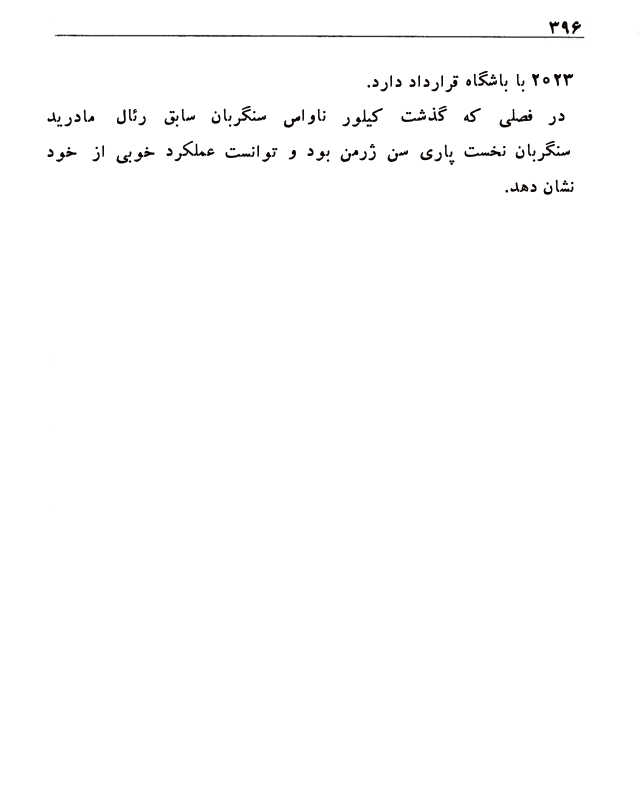 ۳۹۶
۲۰۲۳ با باشگاه قرارداد دارد.
در فصلی که گذشت کیلور ناواس سنگربان سابق رئال مادرید
سنگربان نخست پاری سن ژرمن بود و توانست عملکرد خوبی از خود
نشان دهد.